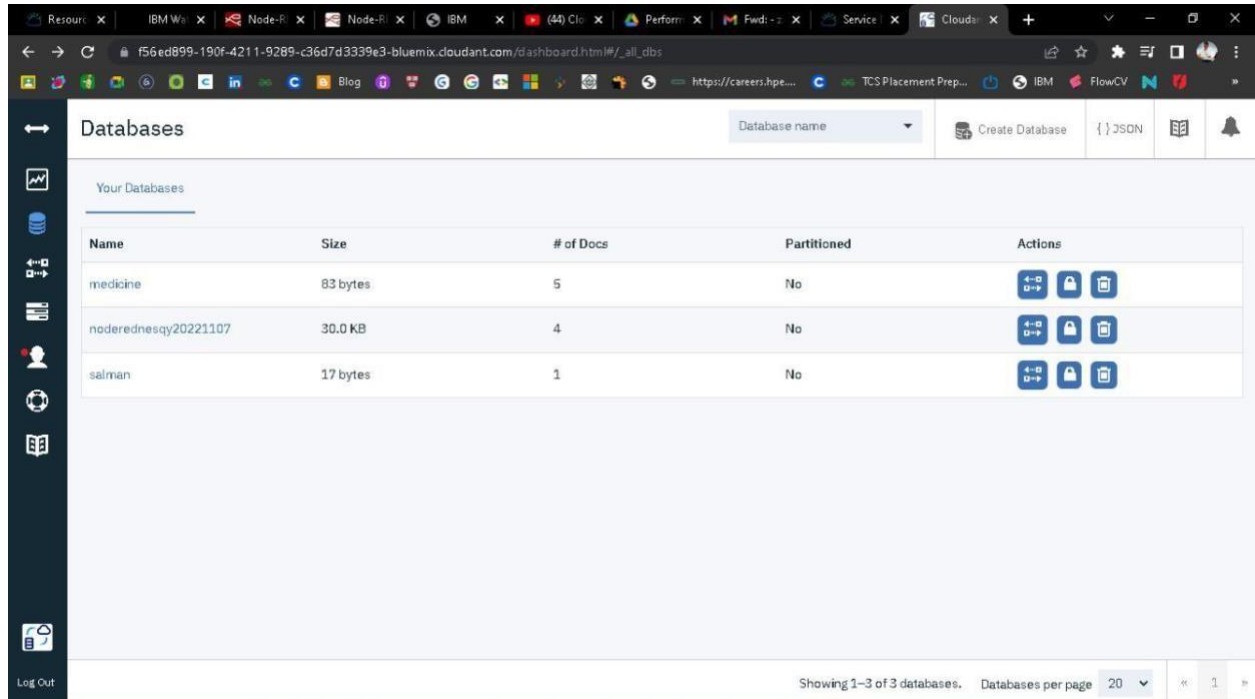 Resourc IBM Wa Node-R Node-R IBM (44) Clo Perform Fwd: - z Service Cloudan
f56ed899-190f-4211-9289-c36d7d3339e3-bluemix.cloudant.com/dashboard.html#/_all_dbs
Blog https://careers.hpe.... TCS Placement Prep... IBM FlowCV
Databases Database name Create Database { } JSON
Your Databases
Name Size # of Docs Partitioned Actions
medicine 83 bytes 5 No
noderednesqy20221107 30.0 KB 4 No
salman 17 bytes 1 No
Log Out Showing 1–3 of 3 databases. Databases per page 20 « 1 »